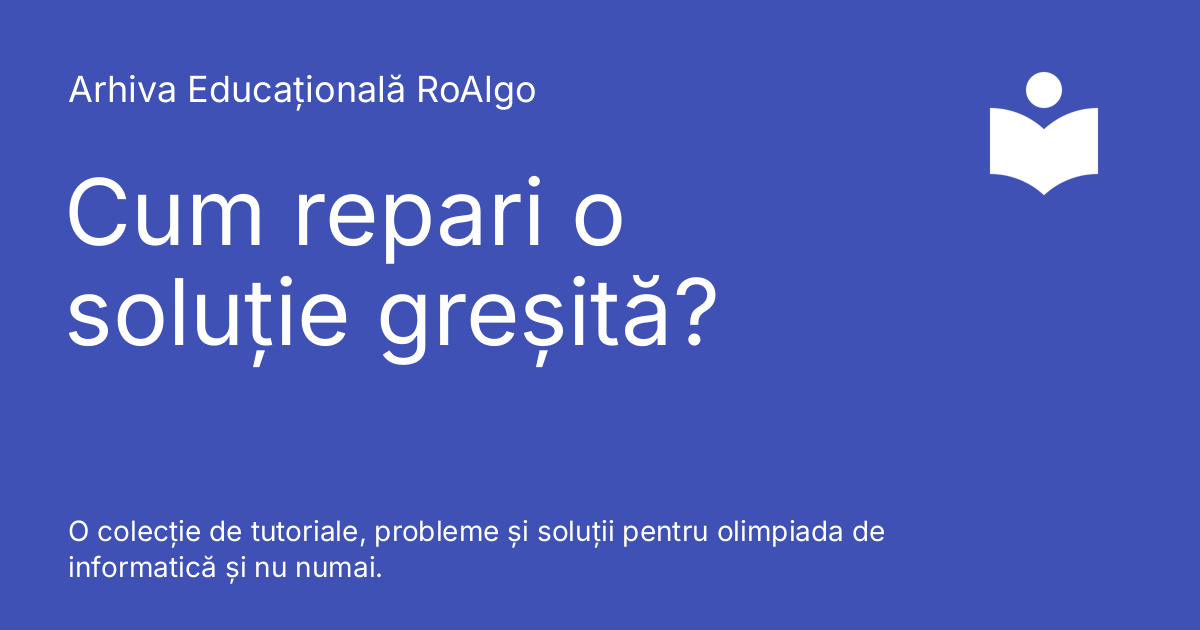 Arhiva Educațională RoAlgo
Cum repari o
soluție greșită?
O colecție de tutoriale, probleme și soluții pentru olimpiada de
informatică și nu numai.